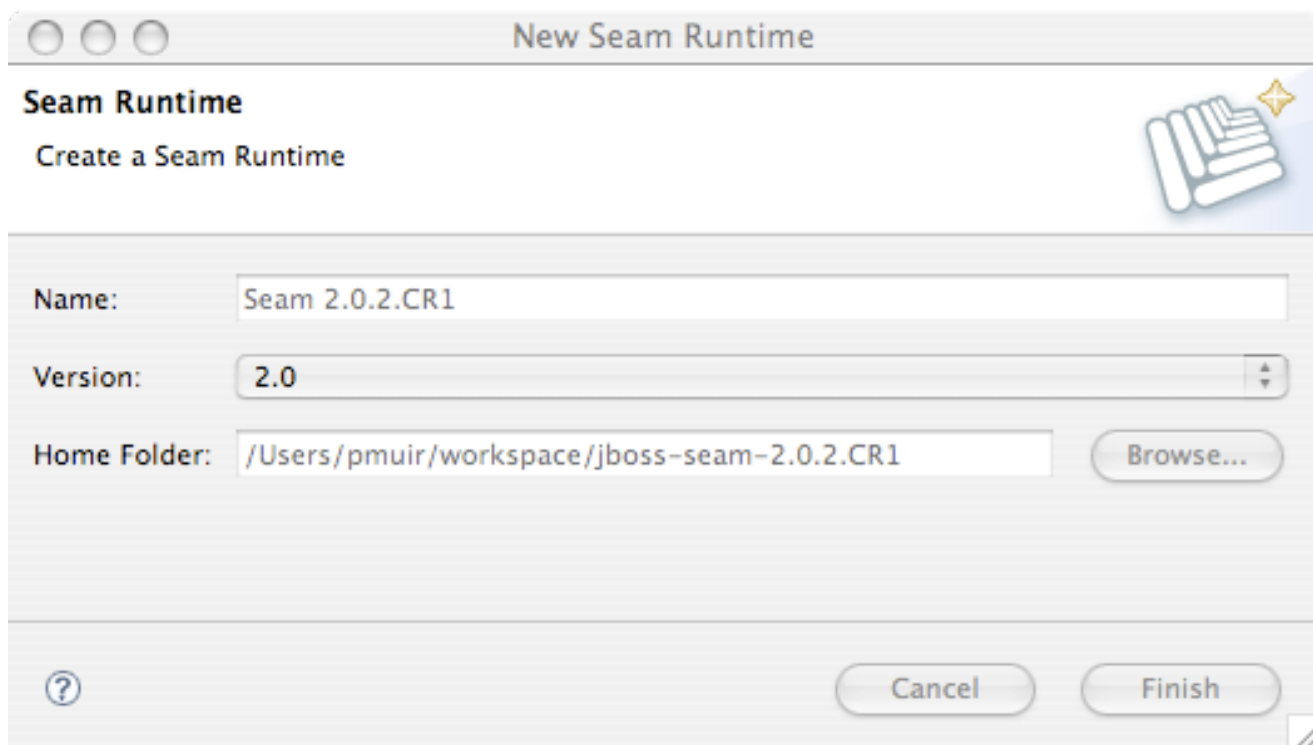 New Seam Runtime
Seam Runtime
Create a Seam Runtime
Name: Seam 2.0.2.CR1
Version: 2.0
Home Folder: /Users/pmuir/workspace/jboss-seam-2.0.2.CR1 Browse...
? Cancel Finish